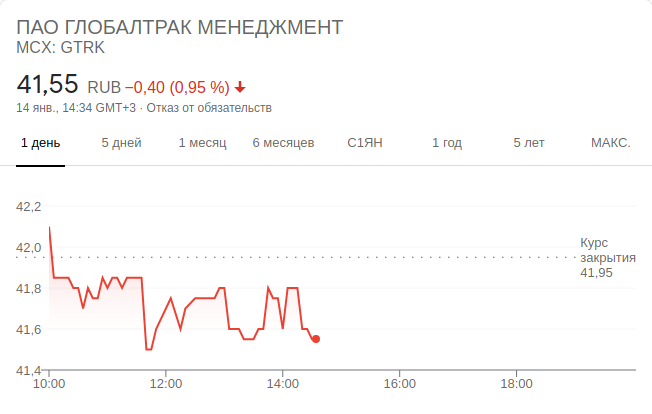 ПАО ГЛОБАЛТРАК МЕНЕДЖМЕНТ
MCX: GTRK
41,55 RUB −0,40 (0,95 %)
14 янв., 14:34 GMT+3 · Отказ от обязательств
1 день 5 дней 1 месяц 6 месяцев С1ЯН 1 год 5 лет МАКС.
42,2
42,0
41,8
41,6
41,4
Курс
закрытия
41,95
10:00 12:00 14:00 16:00 18:00